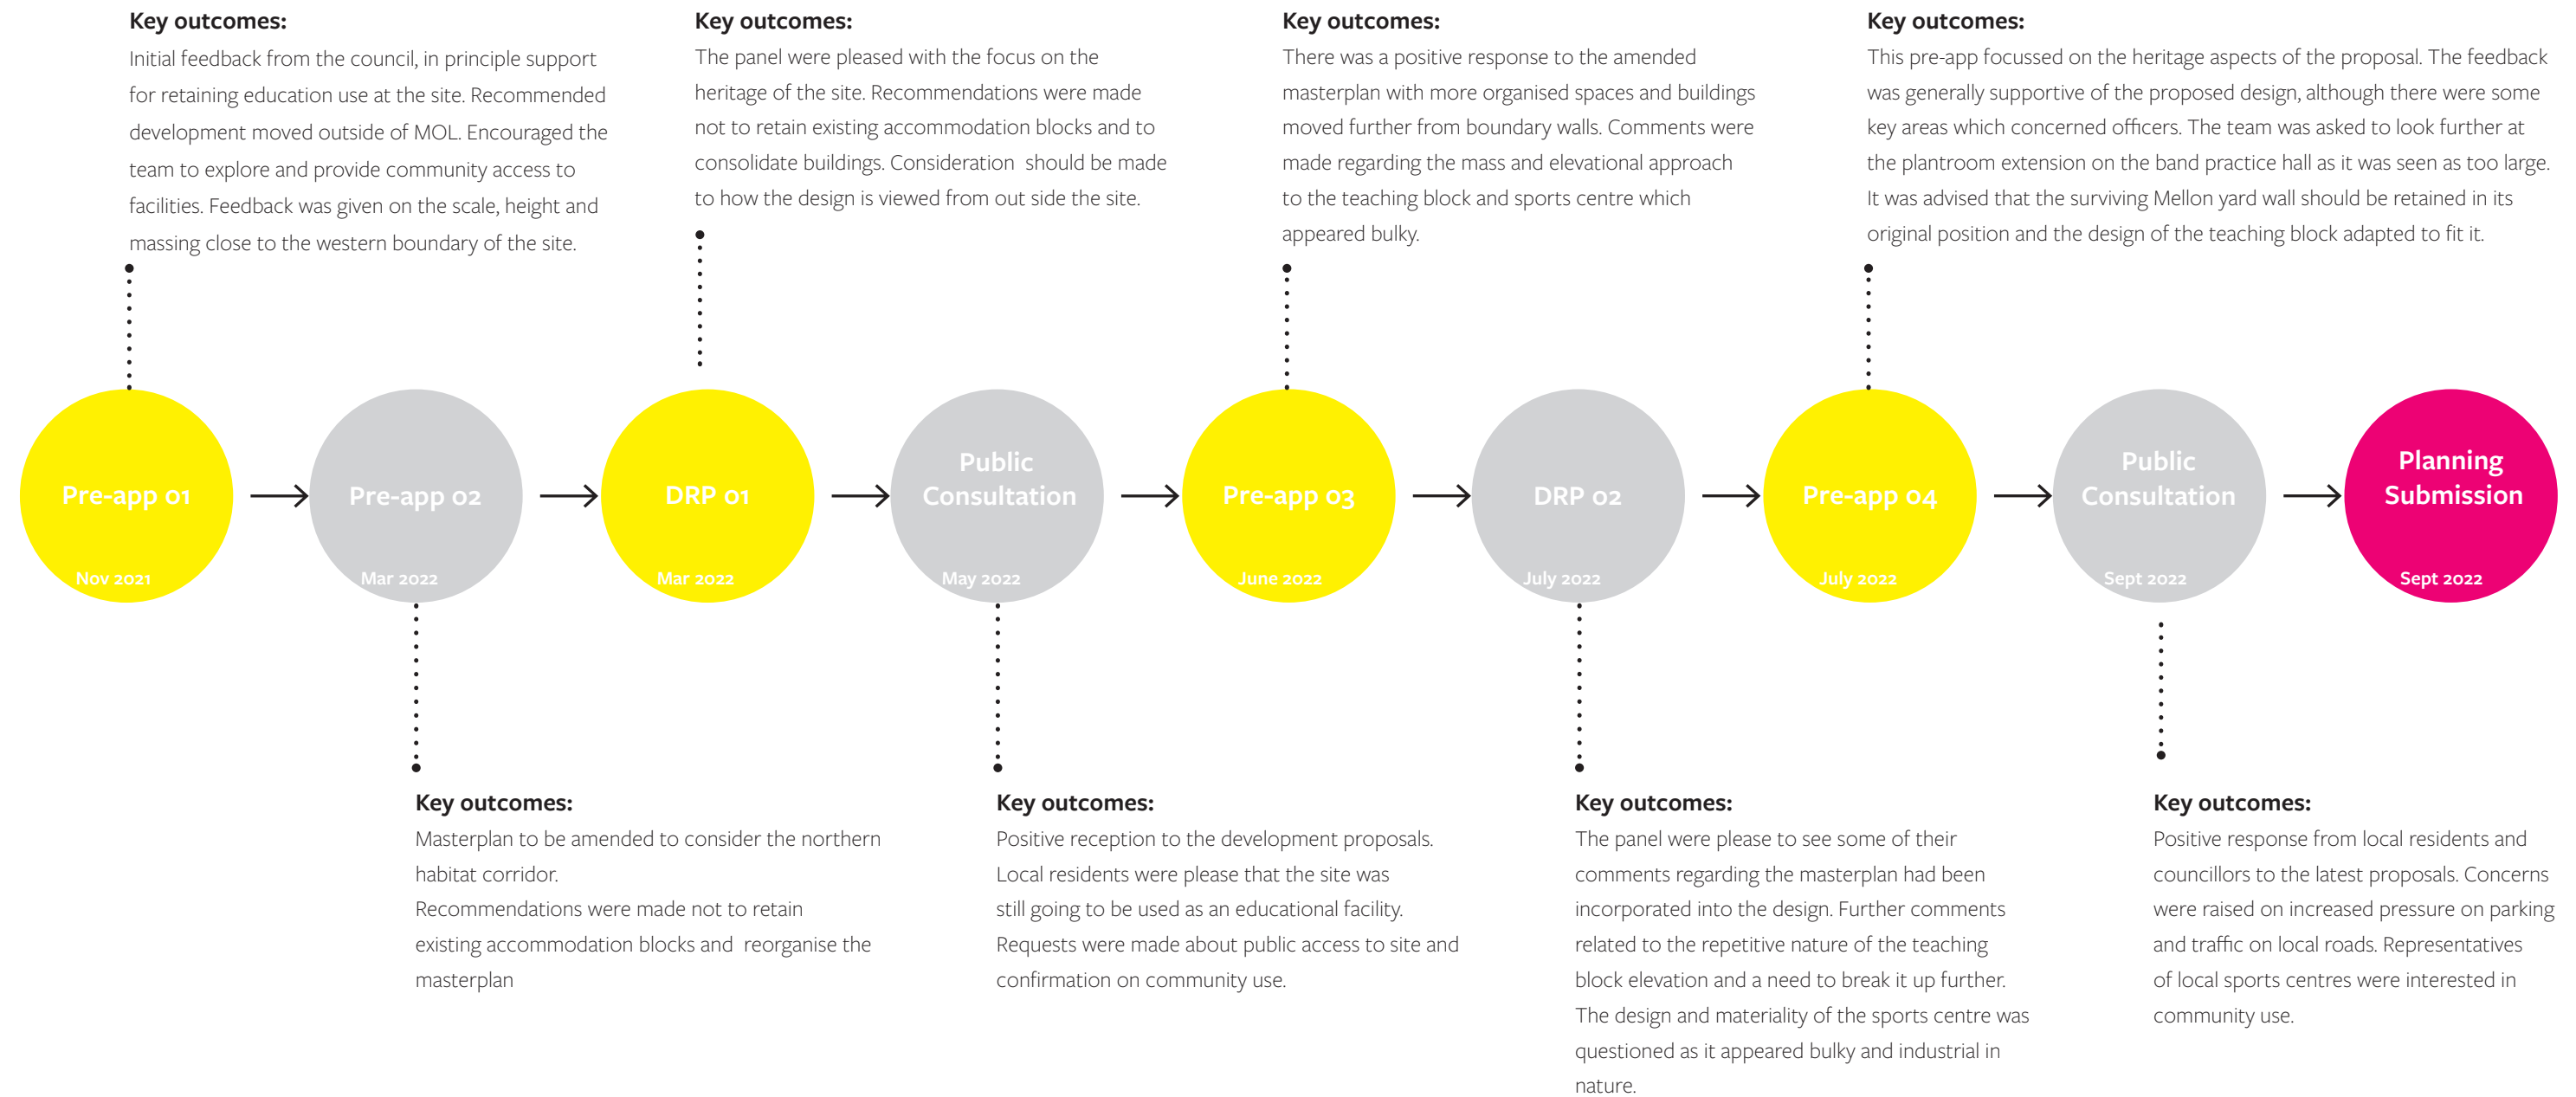 Key outcomes:
Initial feedback from the council, in principle support
for retaining education use at the site. Recommended
development moved outside of MOL. Encouraged the
team to explore and provide community access to
facilities. Feedback was given on the scale, height and
massing close to the western boundary of the site.
Key outcomes:
The panel were pleased with the focus on the
heritage of the site. Recommendations were made
not to retain existing accommodation blocks and to
consolidate buildings. Consideration should be made
to how the design is viewed from out side the site.
Key outcomes:
There was a positive response to the amended
masterplan with more organised spaces and buildings
moved further from boundary walls. Comments were
made regarding the mass and elevational approach
to the teaching block and sports centre which
appeared bulky.
Key outcomes:
This pre-app focussed on the heritage aspects of the proposal. The feedback
was generally supportive of the proposed design, although there were some
key areas which concerned officers. The team was asked to look further at
the plantroom extension on the band practice hall as it was seen as too large.
It was advised that the surviving Mellon yard wall should be retained in its
original position and the design of the teaching block adapted to fit it.
Pre-app 01
Nov 2021
Pre-app 02
Mar 2022
DRP 01
Mar 2022
Public
Consultation
May 2022
Pre-app 03
June 2022
DRP 02
July 2022
Pre-app 04
July 2022
Public
Consultation
Sept 2022
Planning
Submission
Sept 2022
Key outcomes:
Masterplan to be amended to consider the northern
habitat corridor.
Recommendations were made not to retain
existing accommodation blocks and reorganise the
masterplan
Key outcomes:
Positive reception to the development proposals.
Local residents were please that the site was
still going to be used as an educational facility.
Requests were made about public access to site and
confirmation on community use.
Key outcomes:
The panel were please to see some of their
comments regarding the masterplan had been
incorporated into the design. Further comments
related to the repetitive nature of the teaching
block elevation and a need to break it up further.
The design and materiality of the sports centre was
questioned as it appeared bulky and industrial in
nature.
Key outcomes:
Positive response from local residents and
councillors to the latest proposals. Concerns
were raised on increased pressure on parking
and traffic on local roads. Representatives
of local sports centres were interested in
community use.